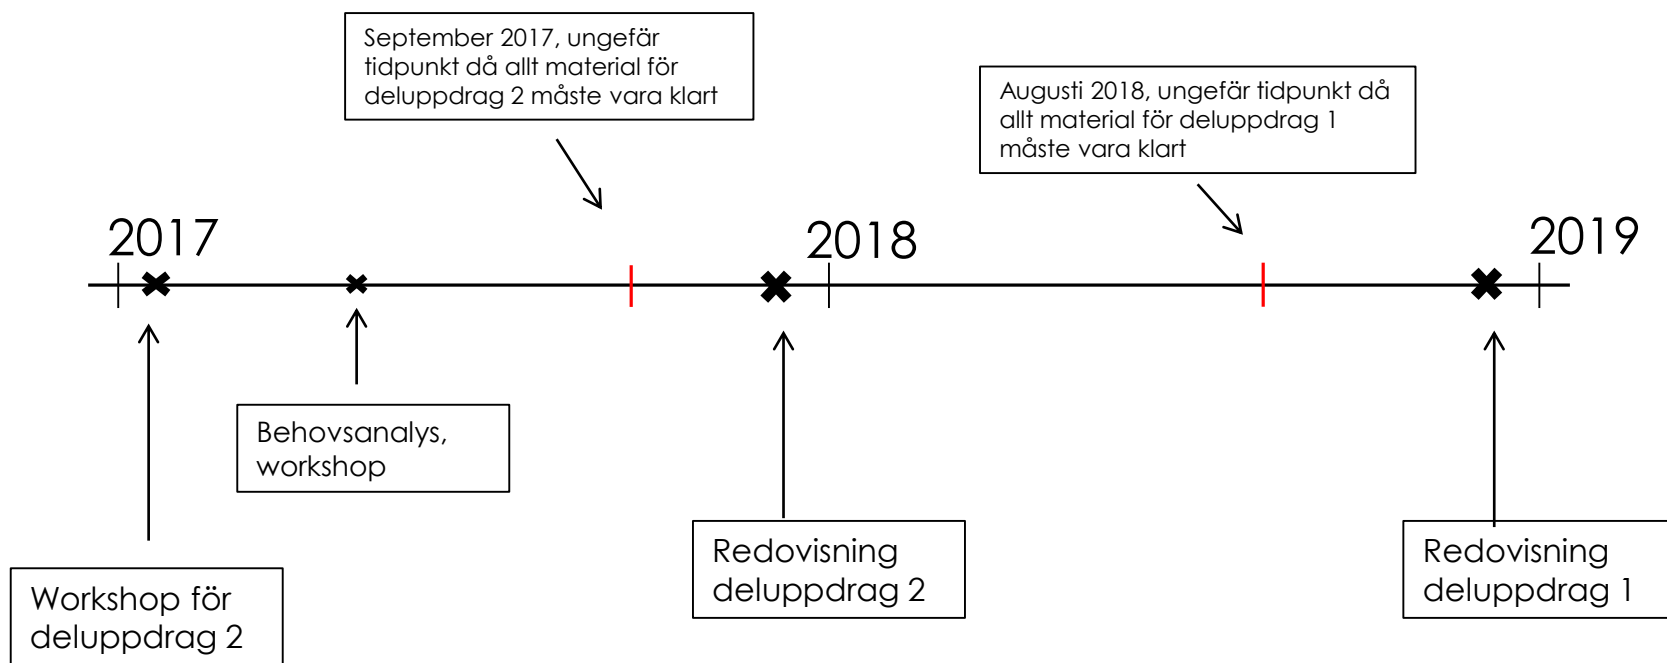 September 2017, ungefär
tidpunkt då allt material för
deluppdrag 2 måste vara klart
Augusti 2018, ungefär tidpunkt då
allt material för deluppdrag 1
måste vara klart
2017
2018
2019
Behovsanalys,
workshop
Redovisning
deluppdrag 2
Redovisning
deluppdrag 1
Workshop för
deluppdrag 2